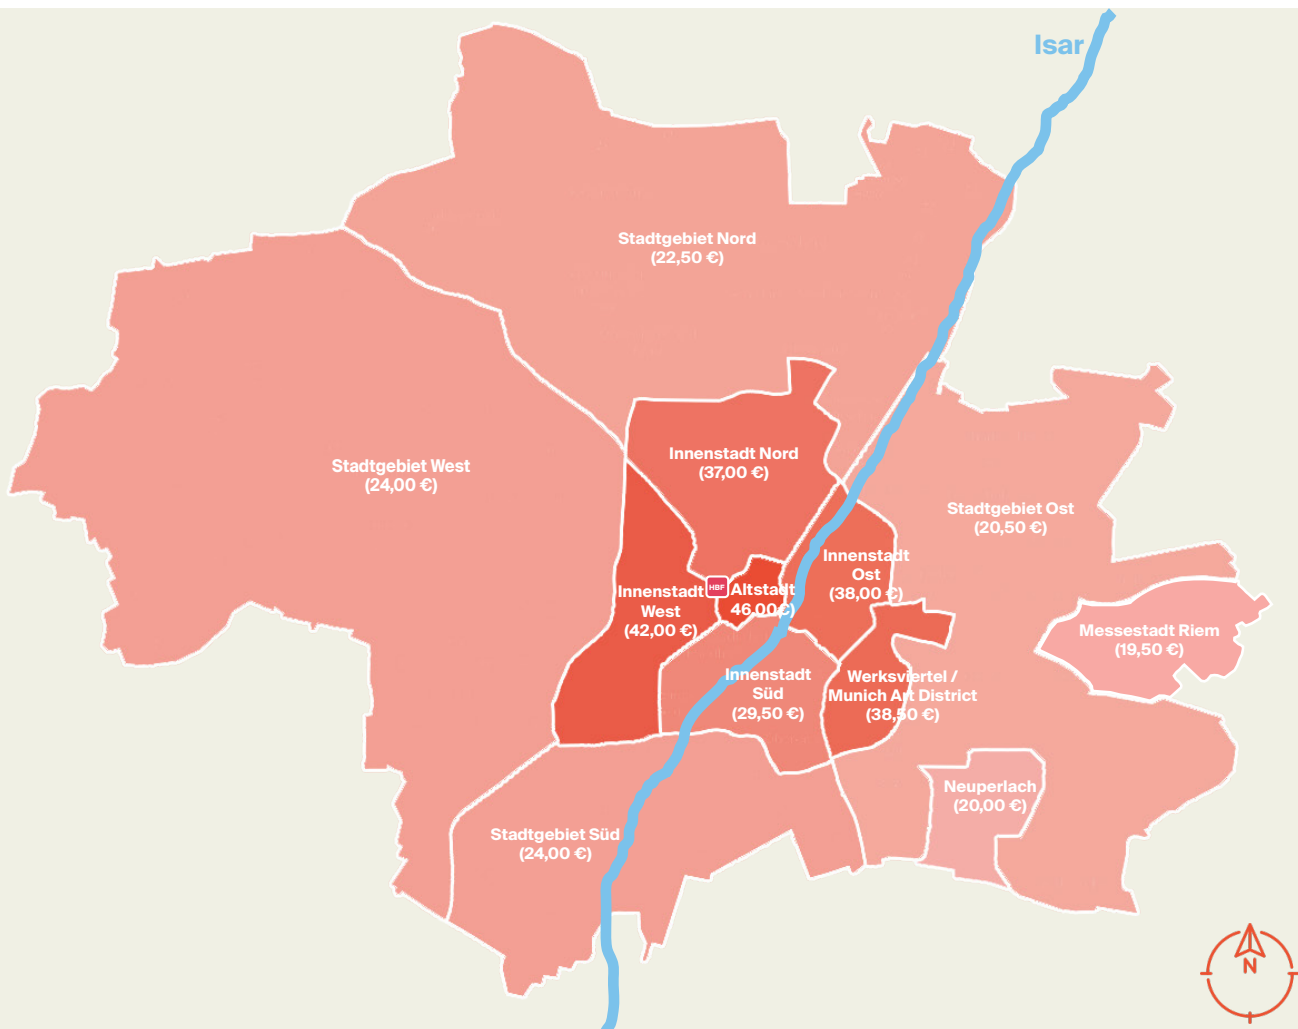 Isar
Stadtgebiet Nord
(22,50 €)
Innenstadt Nord
(37,00 €)
Stadtgebiet West
(24,00 €)
Stadtgebiet Ost
(20,50 €)
Innenstadt
Ost
(38,00 €)
HBF
Altstadt
46,00€)
Innenstadt
West
(42,00 €)
Messestadt Riem
(19,50 €)
Innenstadt
Süd
(29,50 €)
Werksviertel /
Munich Art District
(38,50 €)
Neuperlach
(20,00 €)
Stadtgebiet Süd
(24,00 €)
N